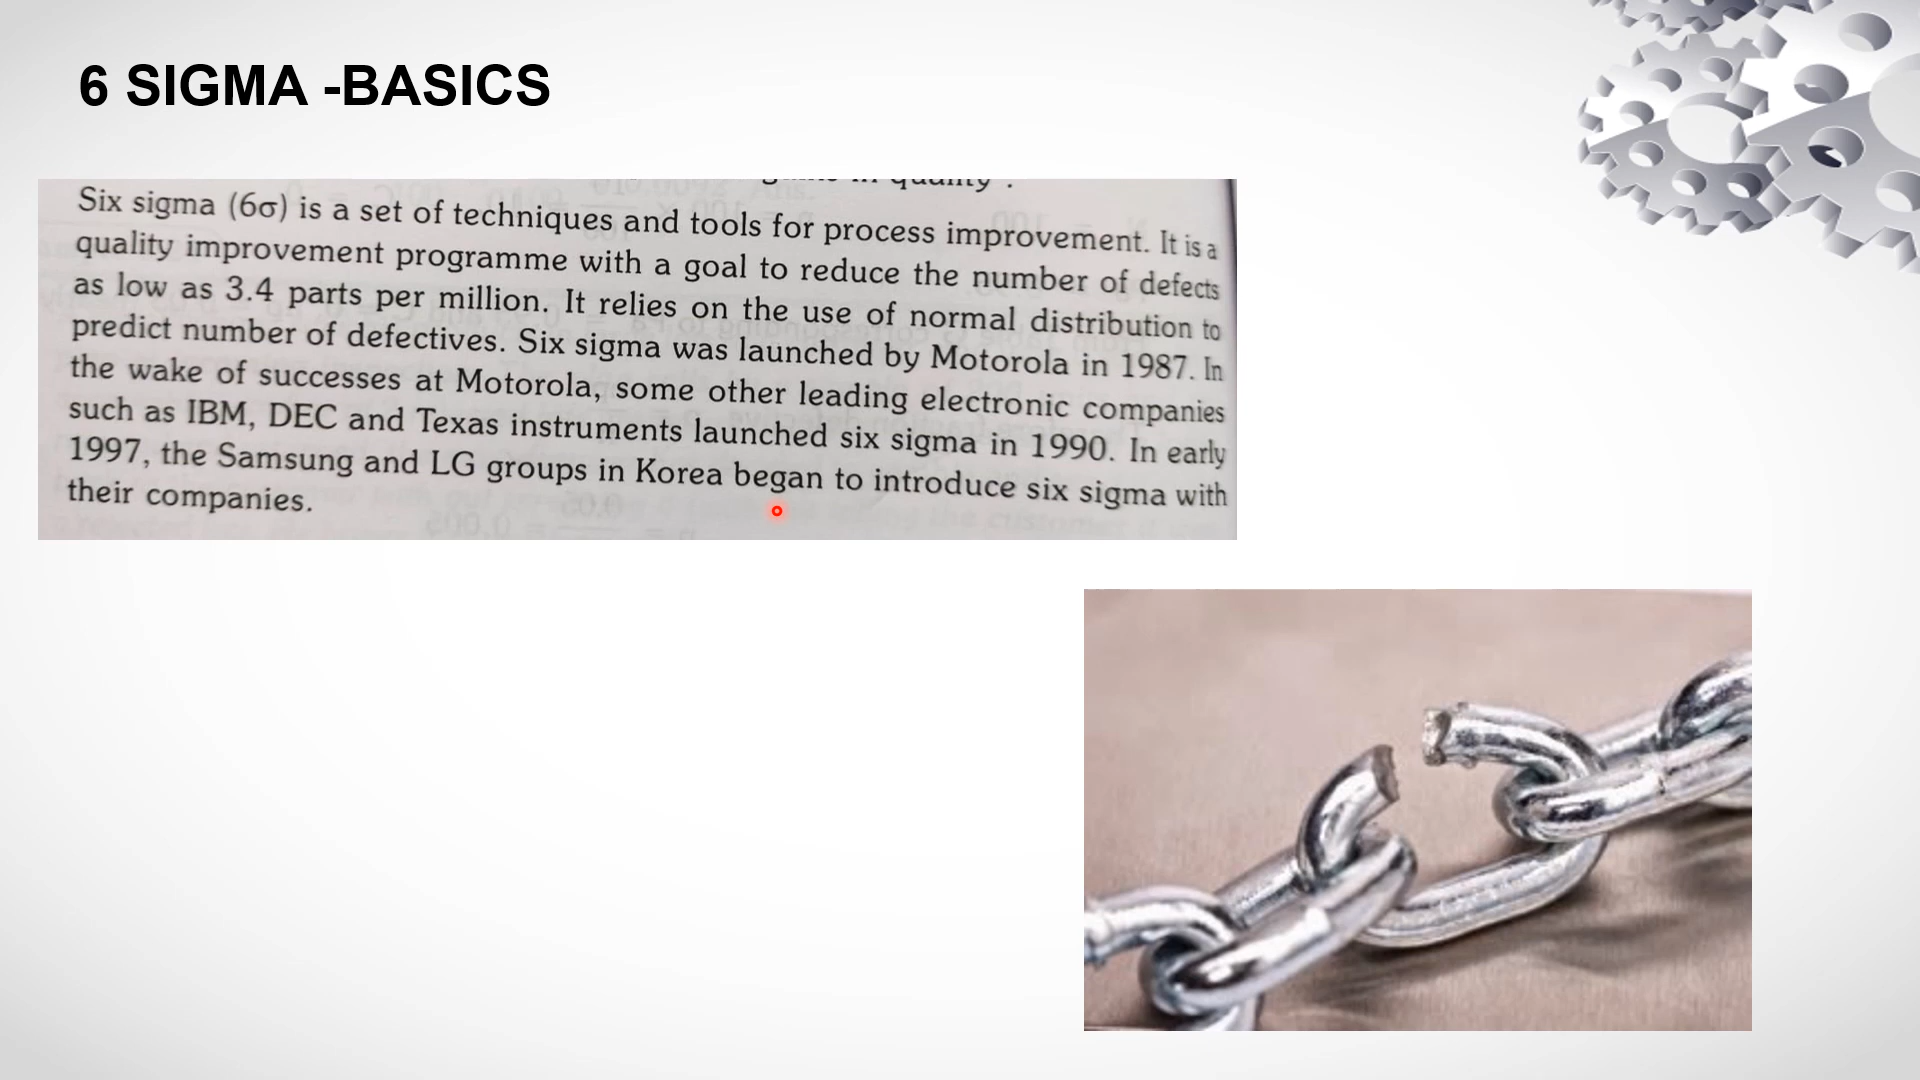 6 SIGMA -BASICS
quality .
Six sigma (6σ) is a set of techniques and tools for process improvement. It is a
quality improvement programme with a goal to reduce the number of defects
as low as 3.4 parts per million. It relies on the use of normal distribution to
predict number of defectives. Six sigma was launched by Motorola in 1987. In
the wake of successes at Motorola, some other leading electronic companies
such as IBM, DEC and Texas instruments launched six sigma in 1990. In early
1997, the Samsung and LG groups in Korea began to introduce six sigma with
their companies.